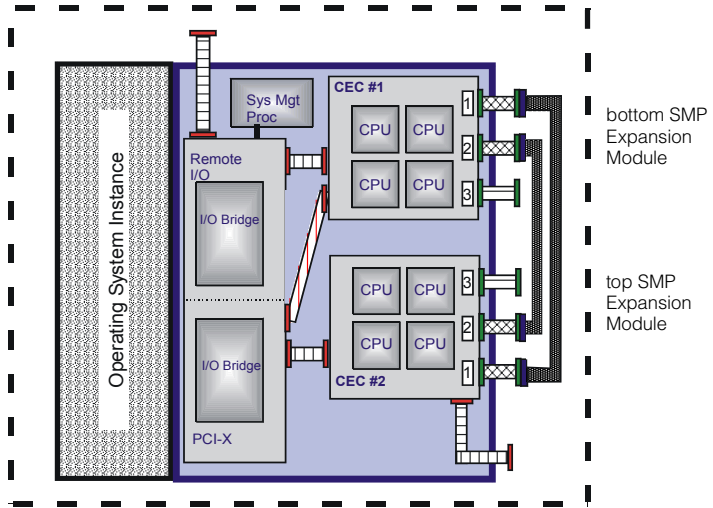 Operating System Instance
Sys Mgt
Proc
Remote
I/O
I/O Bridge
I/O Bridge
PCI-X
CEC #1
CPU
CPU
CPU
CPU
1
2
3
CPU
CPU
CPU
CPU
3
2
1
CEC #2
bottom SMP
Expansion
Module
top SMP
Expansion
Module